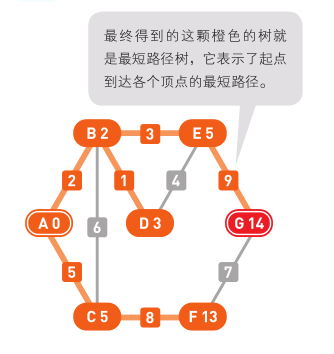 最终得到的这颗橙色的树就
是最短路径树，它表示了起点
到达各个顶点的最短路径。
B 2
3
E 5
2
1
4
9
A 0
6
D 3
G 14
5
7
C 5
8
F 13